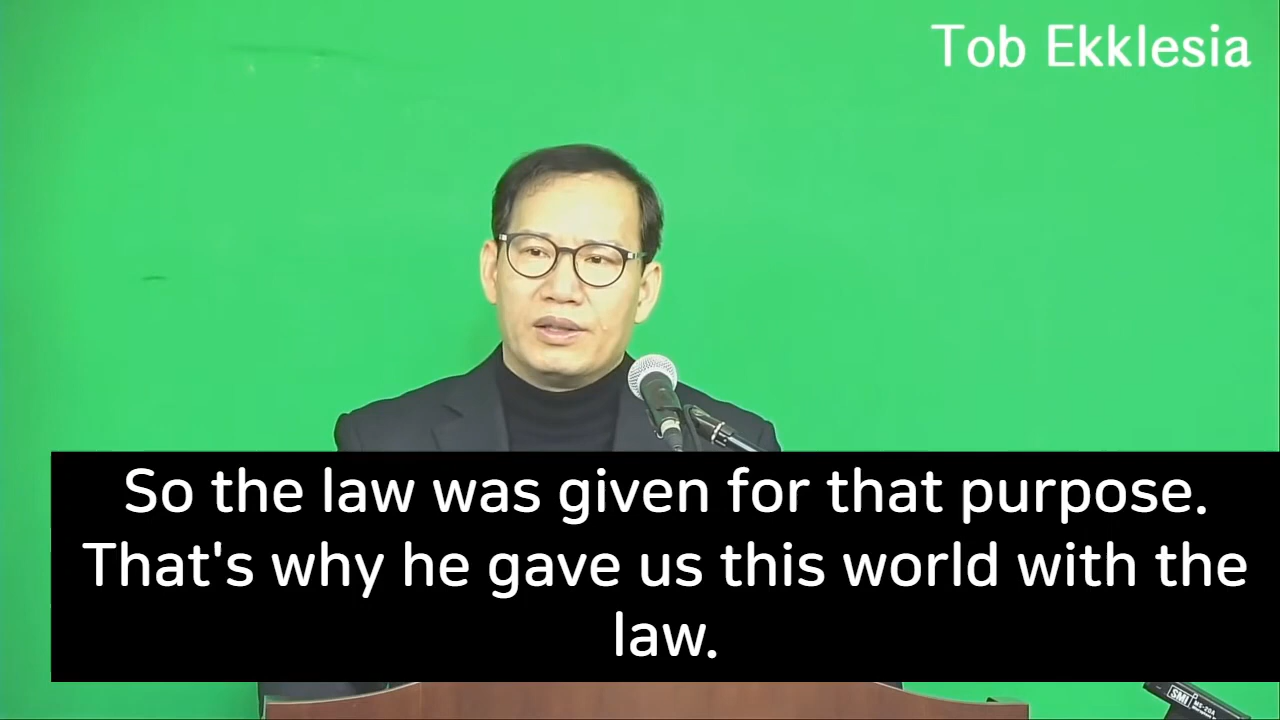 Tob Ekklesia
So the law was given for that purpose.
That's why he gave us this world with the
law.
SMI